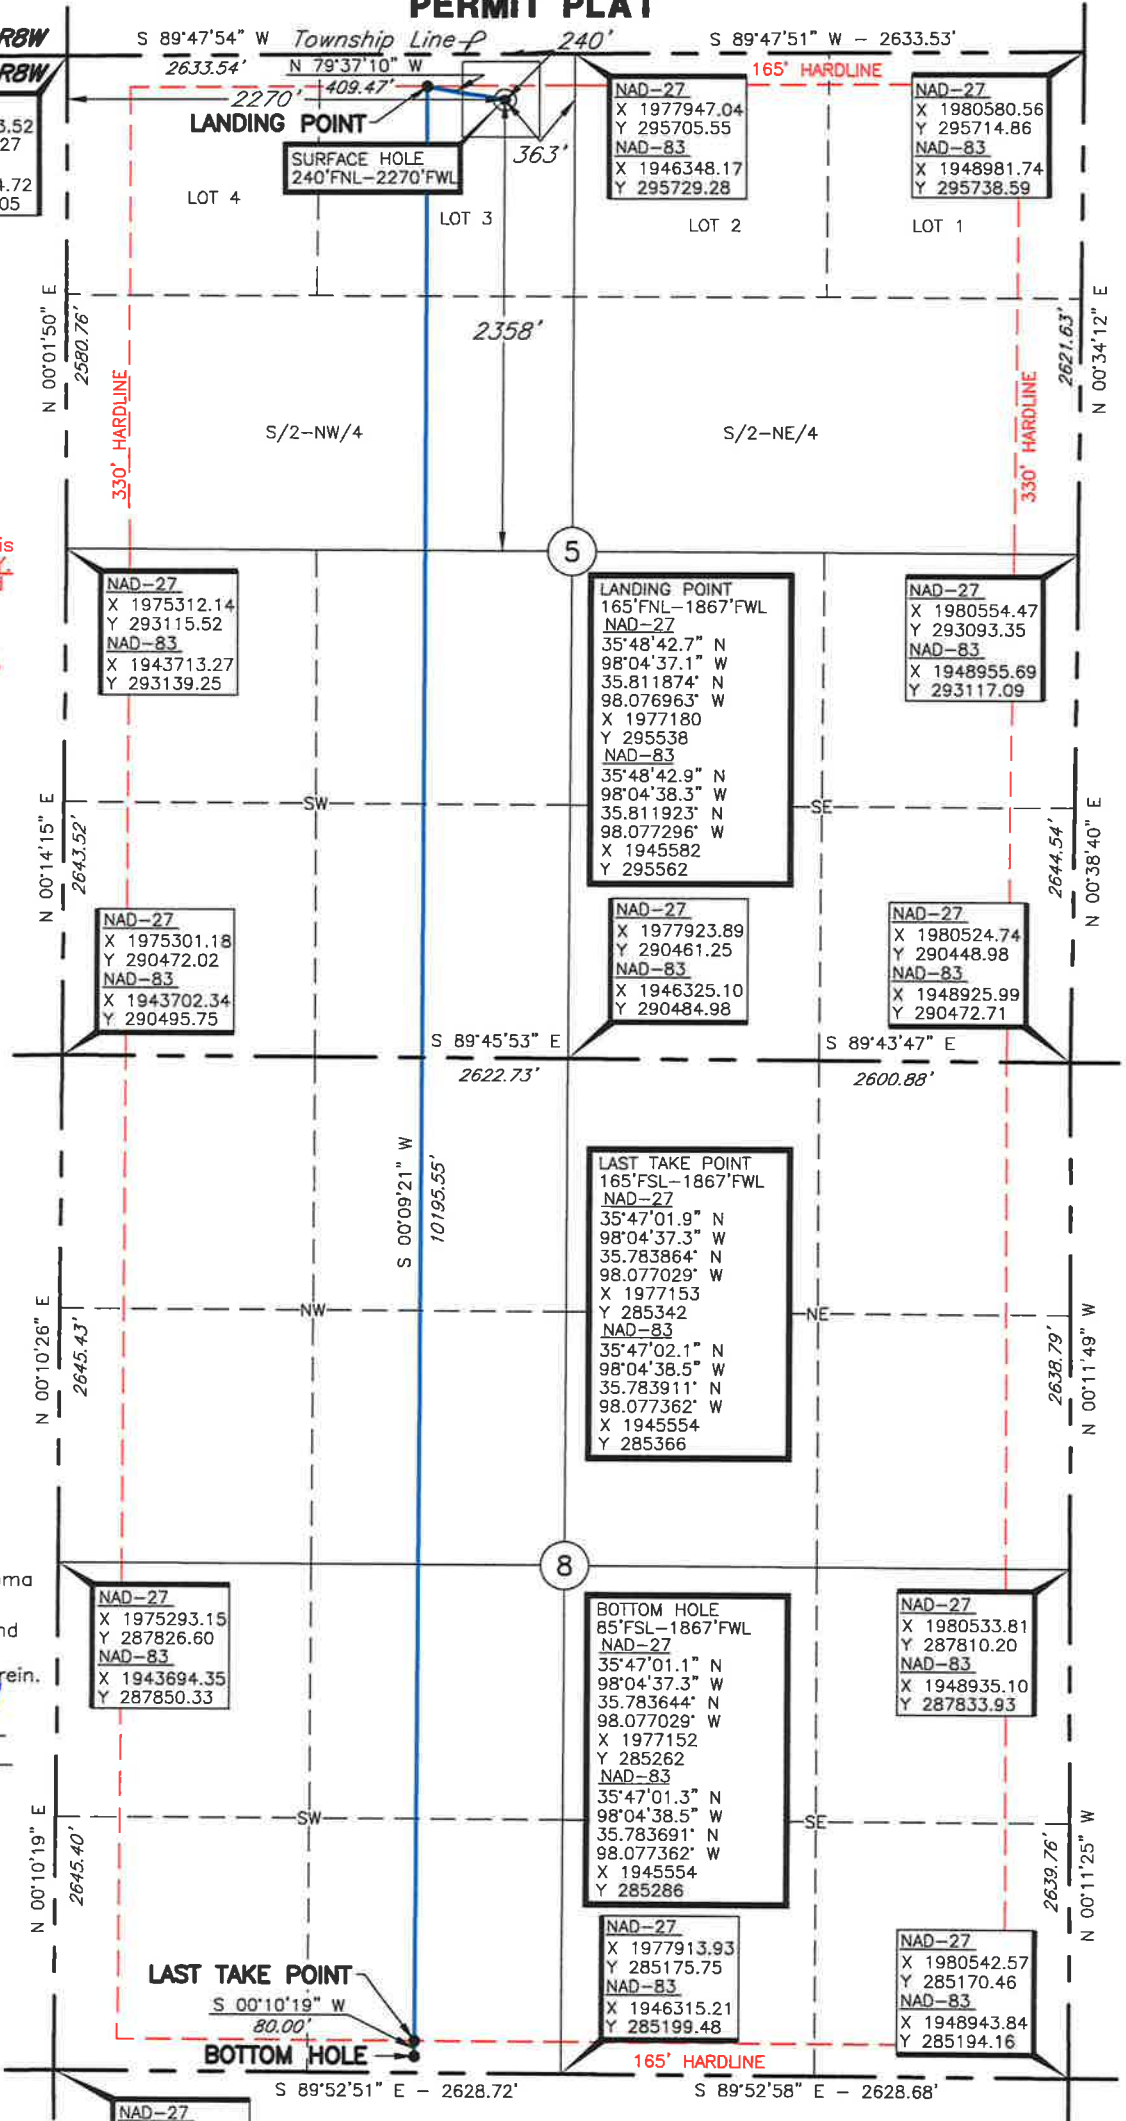 PERMIT PLAT
R8W
R8W
S 89°47'54" W
Township Line
240'
S 89°47'51" W - 2633.53'
2633.54'
N 79°37'10" W
409.47'
165' HARDLINE
2270'
LANDING POINT
363'
SURFACE HOLE
240'FNL-2270'FWL
NAD-27
X 1977947.04
Y 295705.55
NAD-83
X 1946348.17
Y 295729.28
NAD-27
X 1980580.56
Y 295714.86
NAD-83
X 1948981.74
Y 295738.59
3.52
27
.72
05
LOT 4
LOT 3
LOT 2
LOT 1
N 00°01'50" E
2580.76'
2358'
2621.63'
N 00°34'12" E
330' HARDLINE
330' HARDLINE
S/2-NW/4
S/2-NE/4
is
5
NAD-27
X 1975312.14
Y 293115.52
NAD-83
X 1943713.27
Y 293139.25
LANDING POINT
165'FNL-1867'FWL
NAD-27
35°48'42.7" N
98°04'37.1" W
35.811874° N
98.076963° W
X 1977180
Y 295538
NAD-83
35°48'42.9" N
98°04'38.3" W
35.811923° N
98.077296° W
X 1945582
Y 295562
NAD-27
X 1980554.47
Y 293093.35
NAD-83
X 1948955.69
Y 293117.09
N 00°14'15" E
2643.52'
SW
SE
2644.54'
N 00°38'40" E
NAD-27
X 1975301.18
Y 290472.02
NAD-83
X 1943702.34
Y 290495.75
NAD-27
X 1977923.89
Y 290461.25
NAD-83
X 1946325.10
Y 290484.98
NAD-27
X 1980524.74
Y 290448.98
NAD-83
X 1948925.99
Y 290472.71
S 89°45'53" E
2622.73'
S 89°43'47" E
2600.88'
S 00°09'21" W
10195.55'
LAST TAKE POINT
165'FSL-1867'FWL
NAD-27
35°47'01.9" N
98°04'37.3" W
35.783864° N
98.077029° W
X 1977153
Y 285342
NAD-83
35°47'02.1" N
98°04'38.5" W
35.783911° N
98.077362° W
X 1945554
Y 285366
N 00°10'26" E
2645.43'
NW
NE
2638.79'
N 00°11'49" W
8
ma
nd
rein.
NAD-27
X 1975293.15
Y 287826.60
NAD-83
X 1943694.35
Y 287850.33
BOTTOM HOLE
85'FSL-1867'FWL
NAD-27
35°47'01.1" N
98°04'37.3" W
35.783644° N
98.077029° W
X 1977152
Y 285262
NAD-83
35°47'01.3" N
98°04'38.5" W
35.783691° N
98.077362° W
X 1945554
Y 285286
NAD-27
X 1980533.81
Y 287810.20
NAD-83
X 1948935.10
Y 287833.93
N 00°10'19" E
2645.40'
SW
SE
2639.76'
N 00°11'25" W
NAD-27
X 1977913.93
Y 285175.75
NAD-83
X 1946315.21
Y 285199.48
NAD-27
X 1980542.57
Y 285170.46
NAD-83
X 1948943.84
Y 285194.16
LAST TAKE POINT
S 00°10'19" W
80.00'
BOTTOM HOLE
165' HARDLINE
S 89°52'51" E - 2628.72'
S 89°52'58" E - 2628.68'
NAD-27